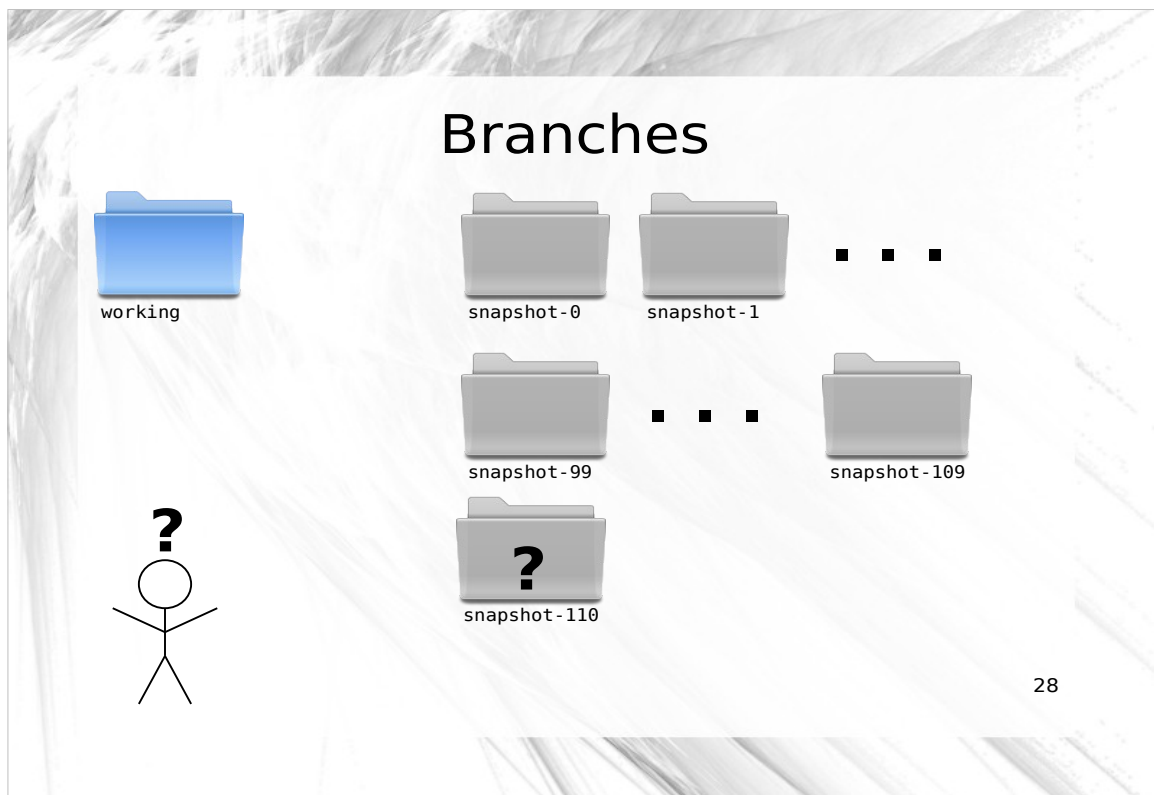 Branches
working
snapshot-0
snapshot-1
. . .
snapshot-99
. . .
snapshot-109
?
?
snapshot-110
28